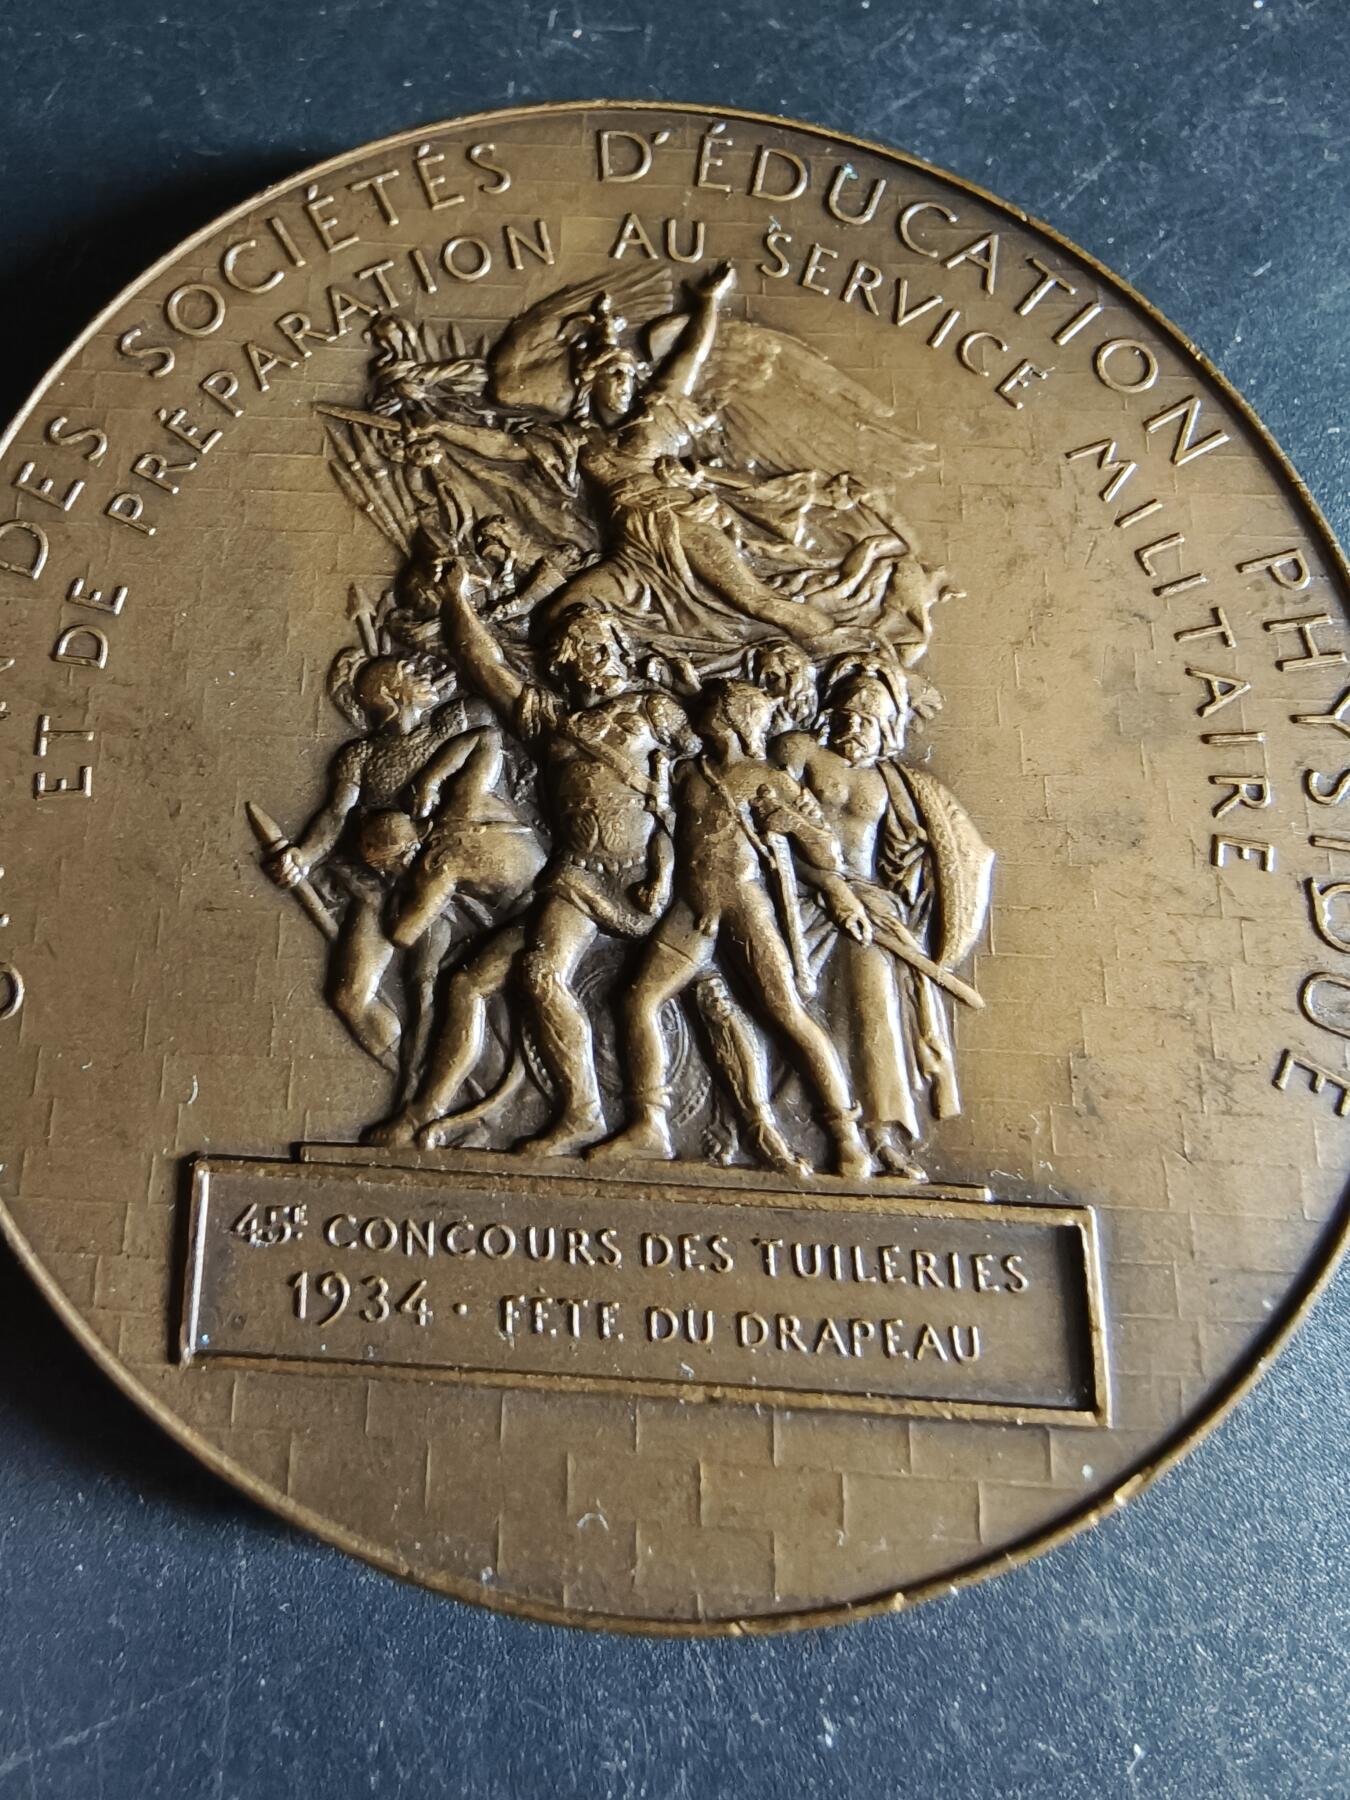 DES SOCIÉTÉS D'ÉDUCATION PHYSIQUE
ET DE PRÉPARATION AU SERVICE MILITAIRE
45E CONCOURS DES TUILERIES
1934 · FÊTE DU DRAPEAU